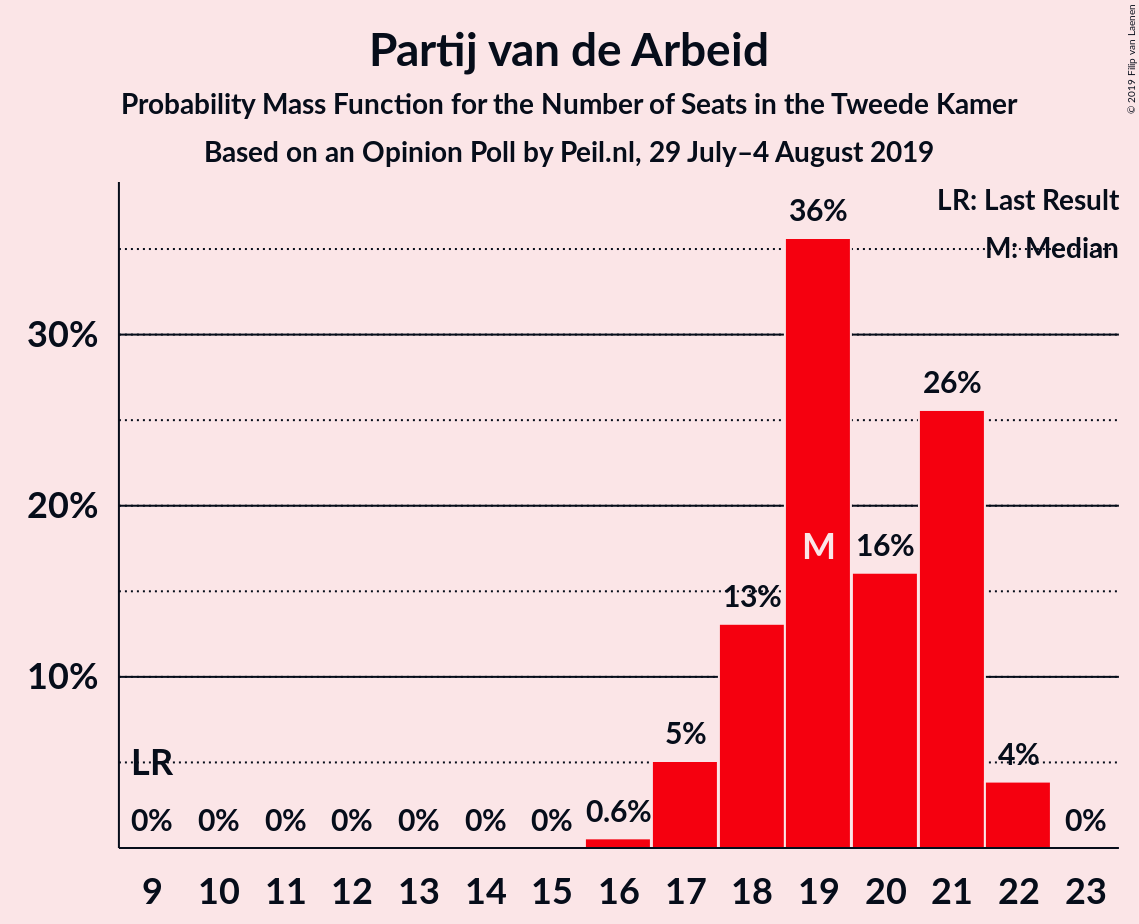 Partij van de Arbeid
Probability Mass Function for the Number of Seats in the Tweede Kamer
Based on an Opinion Poll by Peil.nl, 29 July–4 August 2019
© 2019 Filip van Laenen
LR: Last Result
M: Median
36%
30%
26%
20%
M
16%
13%
10%
5%
4%
LR
0%
0%
0%
0%
0%
0%
0%
0.6%
0%
9 10 11 12 13 14 15 16 17 18 19 20 21 22 23